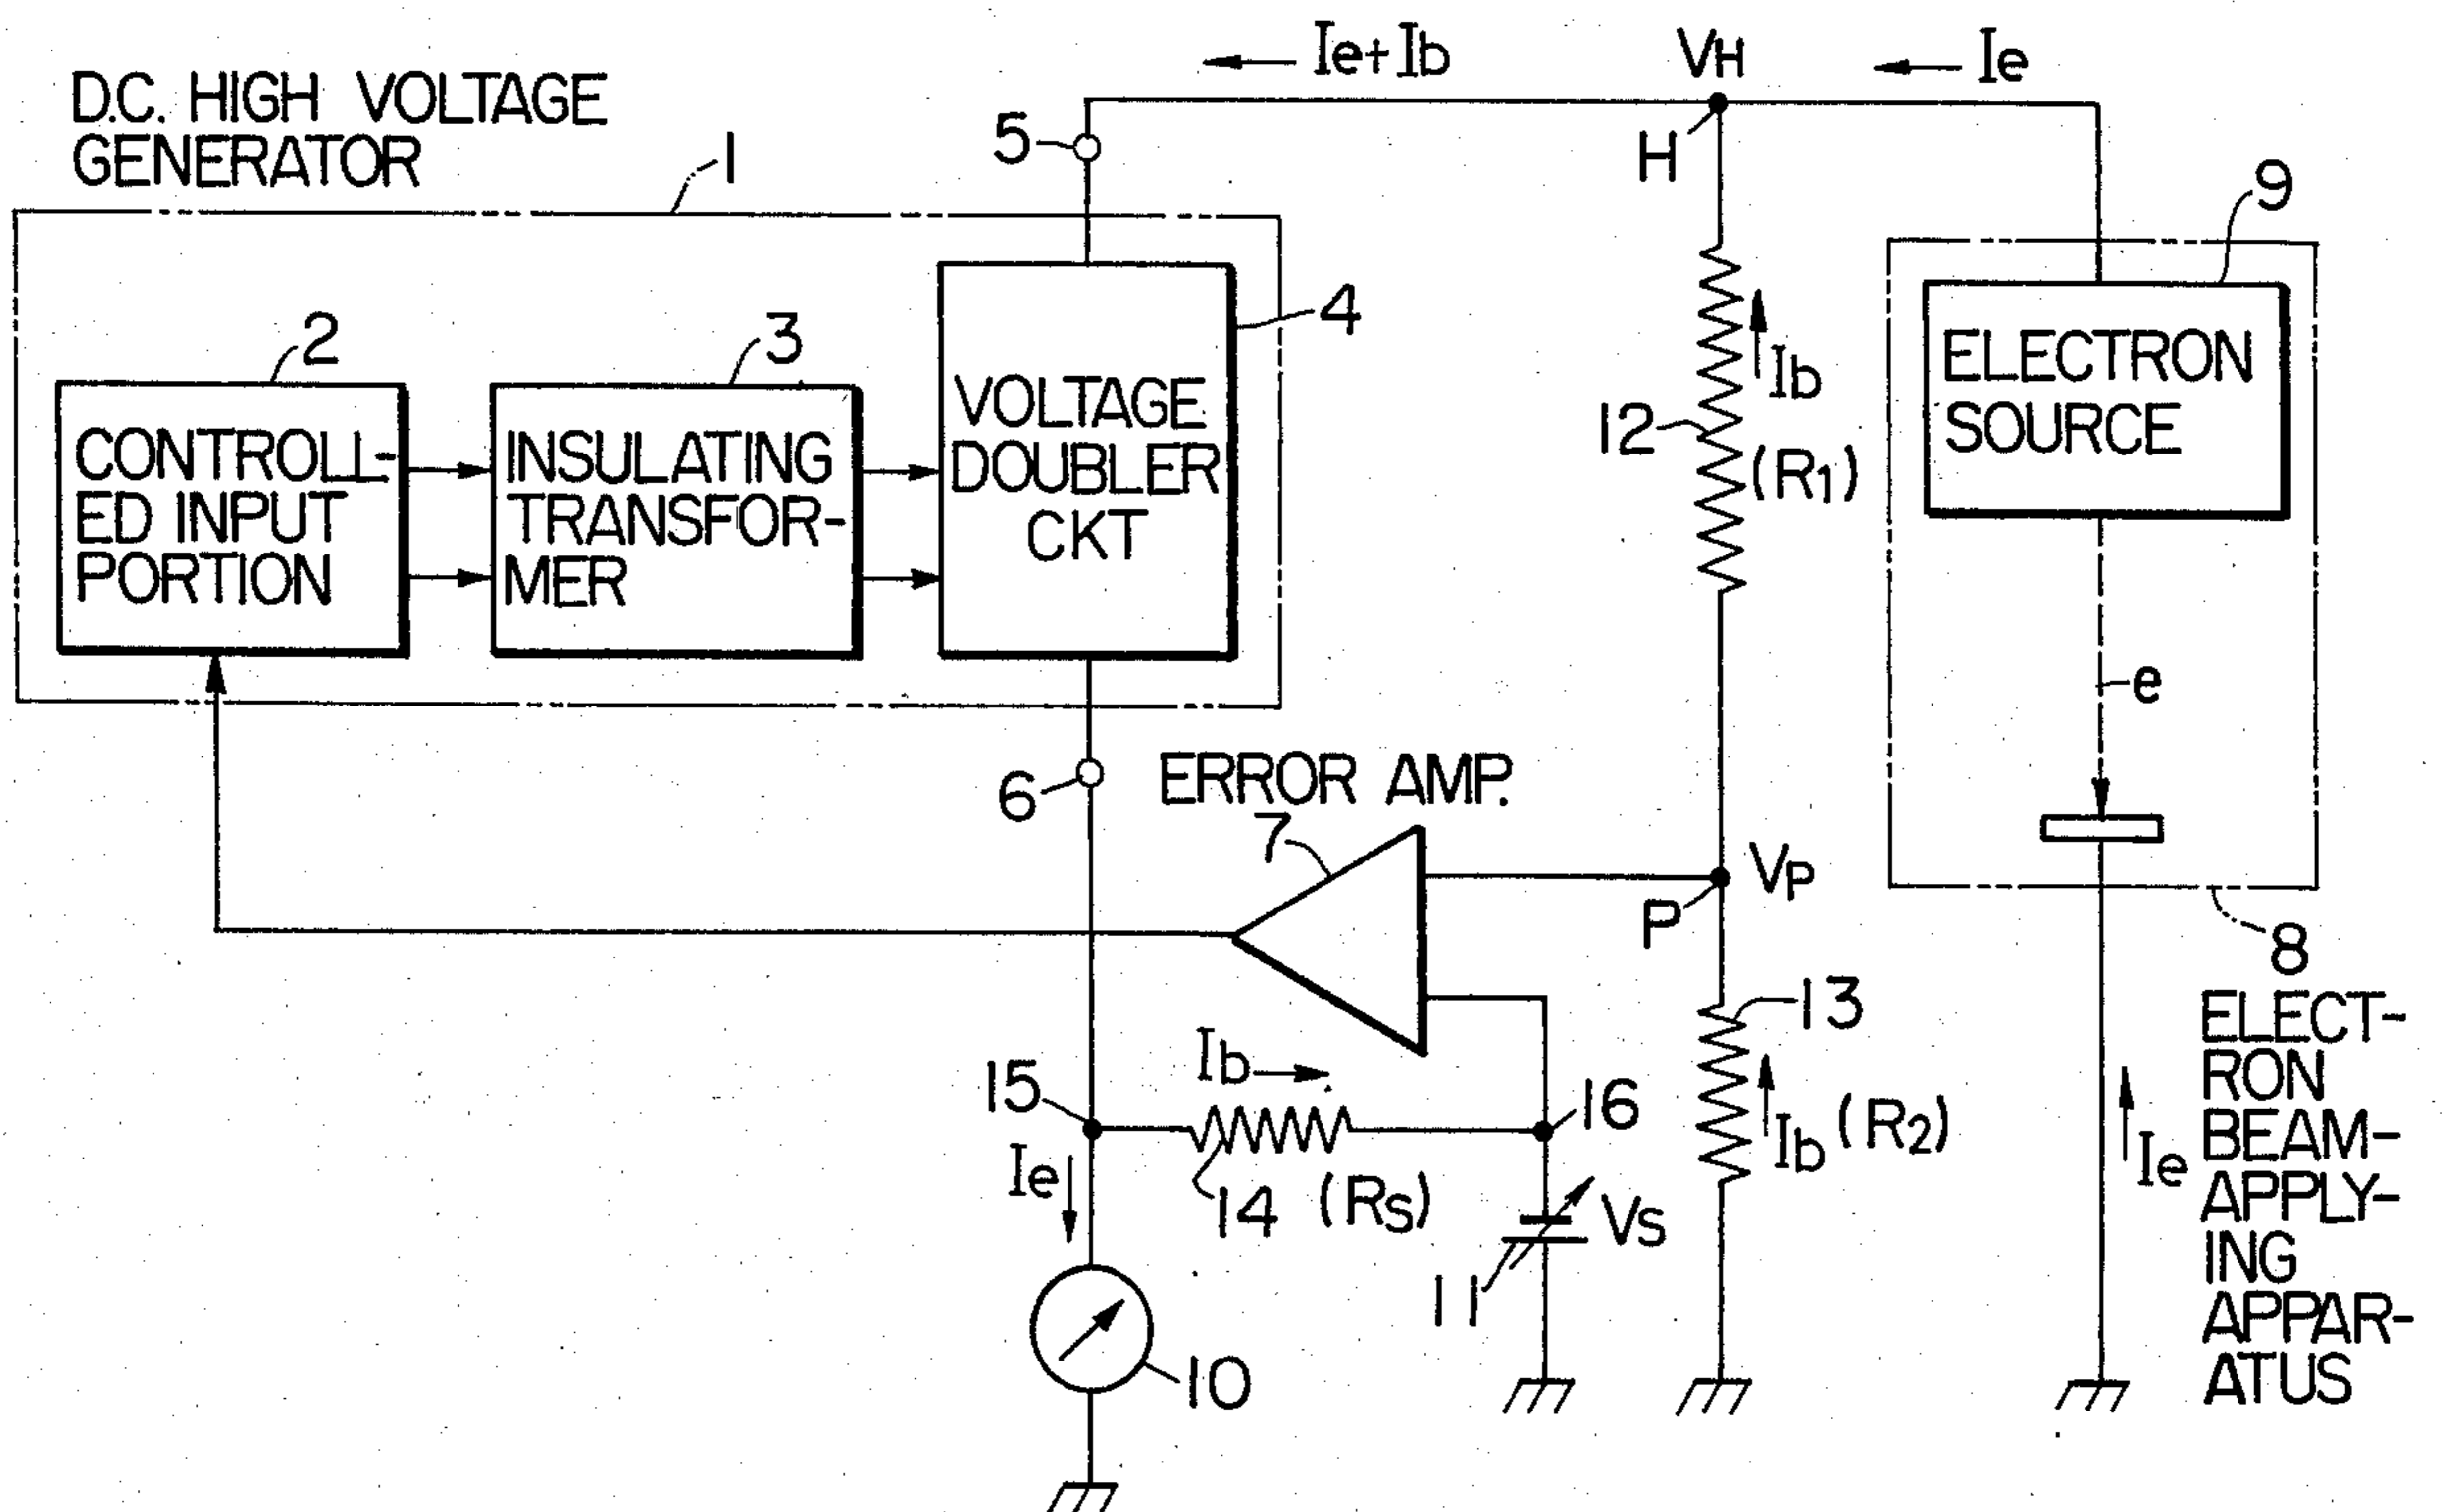 D.C. HIGH VOLTAGE
GENERATOR
1
Ie+Ib
VH
Ie
5
H
9
2
3
4
CONTROLL-
ED INPUT
PORTION
INSULATING
TRANSFOR-
MER
VOLTAGE
DOUBLER
CKT
Ib
12
(R1)
ELECTRON
SOURCE
e
6
ERROR AMP.
7
VP
P
8
ELECT-
RON
BEAM-
APPLY-
ING
APPAR-
ATUS
13
Ib
(R2)
Ie
15
Ib
16
Ie
14
(RS)
VS
11
10